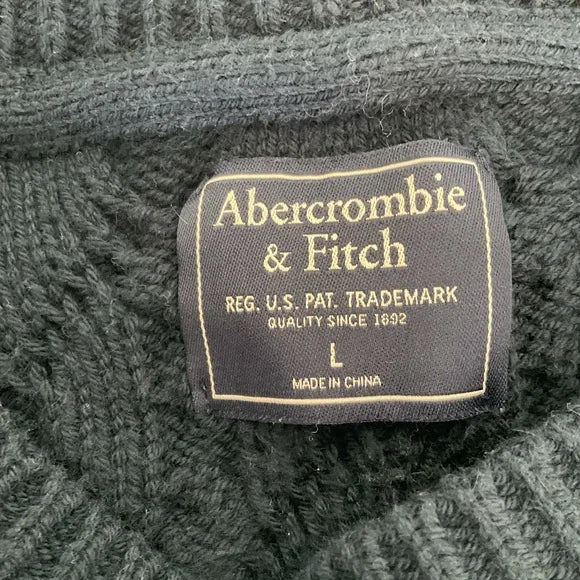 Abercrombie
& Fitch
REG. U.S. PAT. TRADEMARK
QUALITY SINCE 1892
L
MADE IN CHINA